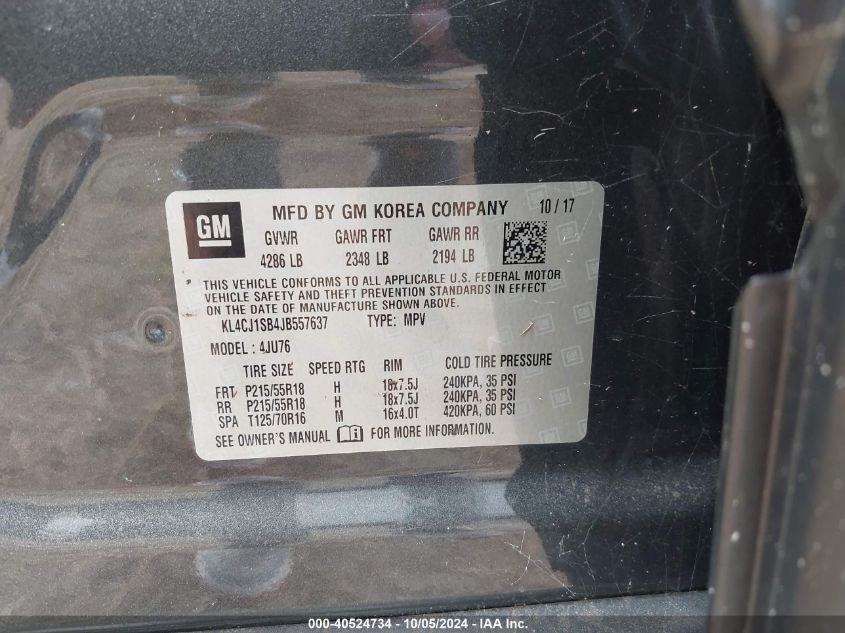 GM
MFD BY GM KOREA COMPANY 10 / 17
GVWR GAWR FRT GAWR RR
4286 LB 2348 LB 2194 LB
THIS VEHICLE CONFORMS TO ALL APPLICABLE U.S. FEDERAL MOTOR
VEHICLE SAFETY AND THEFT PREVENTION STANDARDS IN EFFECT
ON THE DATE OF MANUFACTURE SHOWN ABOVE.
KL4CJ1SB4JB557637 TYPE: MPV
MODEL: 4JU76
TIRE SIZE SPEED RTG RIM COLD TIRE PRESSURE
FRT P215/55R18 H 18x7.5J 240KPA, 35 PSI
RR P215/55R18 H 18x7.5J 240KPA, 35 PSI
SPA T125/70R16 M 16x4.0T 420KPA, 60 PSI
SEE OWNER'S MANUAL FOR MORE INFORMATION.
000-40524734 - 10/05/2024 - IAA Inc.